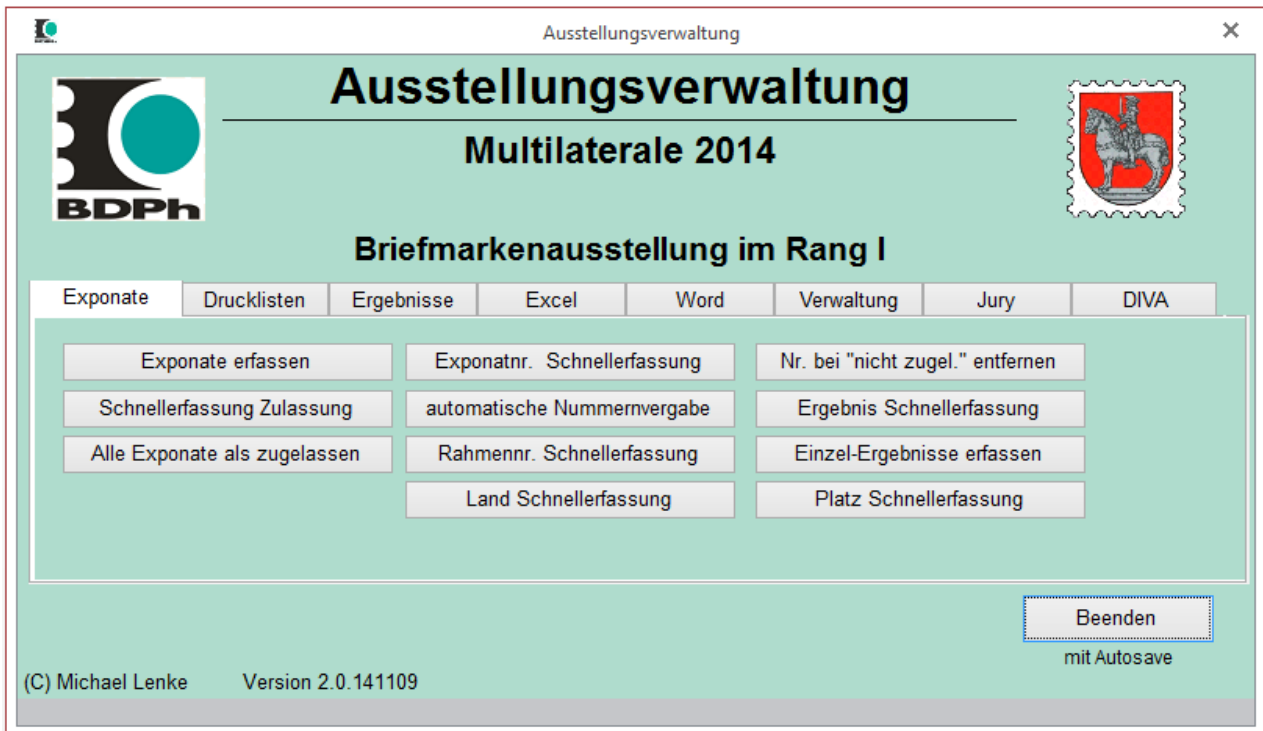 Ausstellungsverwaltung
Ausstellungsverwaltung
Multilaterale 2014
BDPh
Briefmarkenausstellung im Rang I
Exponate Drucklisten Ergebnisse Excel Word Verwaltung Jury DIVA
Exponate erfassen Exponatnr. Schnellerfassung Nr. bei "nicht zugel." entfernen
Schnellerfassung Zulassung automatische Nummernvergabe Ergebnis Schnellerfassung
Alle Exponate als zugelassen Rahmennr. Schnellerfassung Einzel-Ergebnisse erfassen
Land Schnellerfassung Platz Schnellerfassung
Beenden
mit Autosave
(C) Michael Lenke Version 2.0.141109